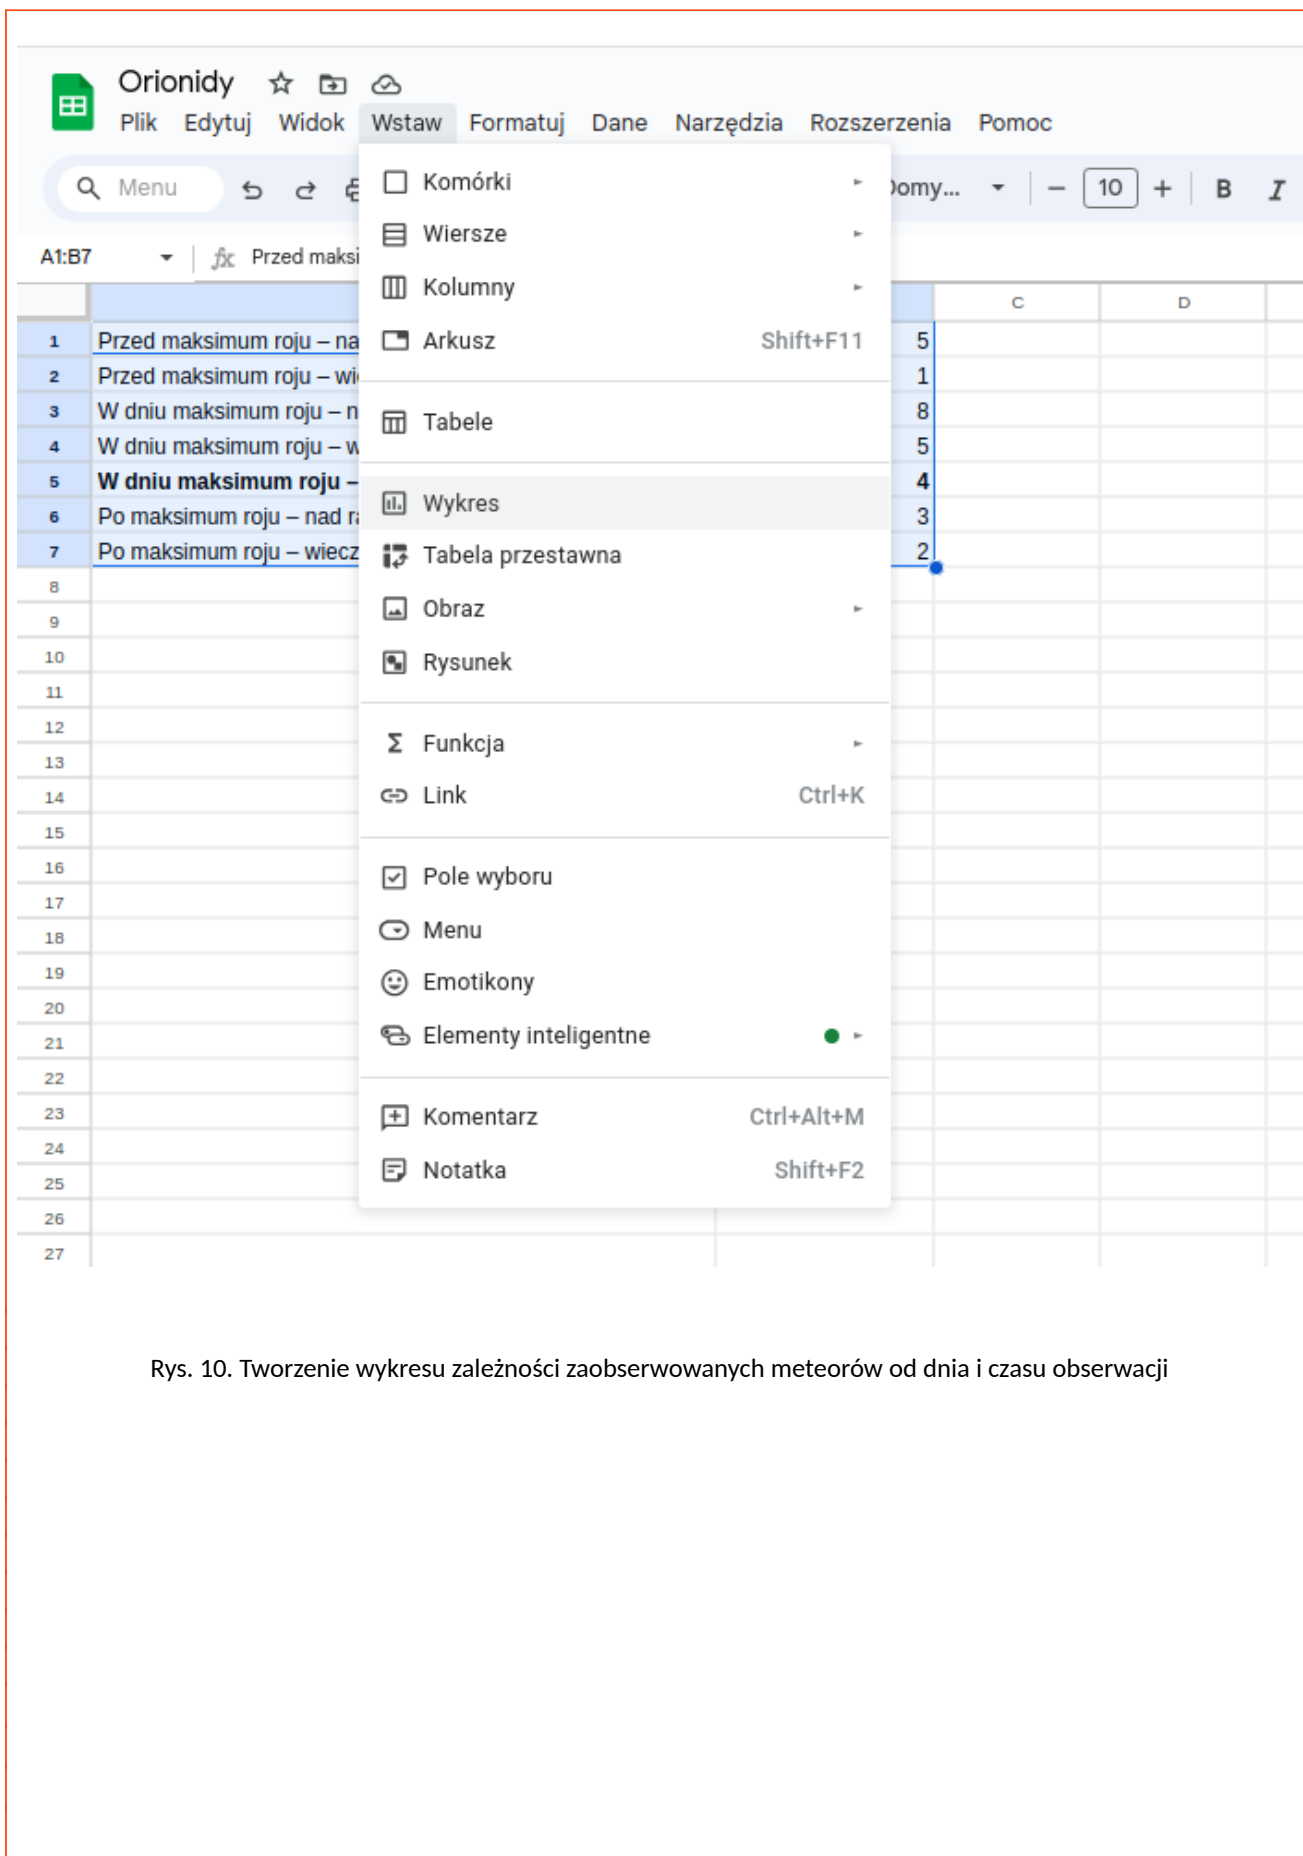 Orionidy
Plik Edytuj Widok Wstaw Formatuj Dane Narzędzia Rozszerzenia Pomoc
Menu 10 B I
A1:B7 fx Przed
C D
1 Przed maksimum roju – 5
2 Przed maksimum roju – 1
3 W dniu maksimum roju – 8
4 W dniu maksimum roju – 5
5 W dniu maksimum roju – 4
6 Po maksimum roju – nad 3
7 Po maksimum roju – 2
8
9
10
11
12
13
14
15
16
17
18
19
20
21
22
23
24
25
26
27
Komórki
Wiersze
Kolumny
Arkusz Shift+F11
Tabele
Wykres
Tabela przestawna
Obraz
Rysunek
Funkcja
Link Ctrl+K
Pole wyboru
Menu
Emotikony
Elementy inteligentne
Komentarz Ctrl+Alt+M
Notatka Shift+F2
Rys. 10. Tworzenie wykresu zależności zaobserwowanych meteorów od dnia i czasu obserwacji